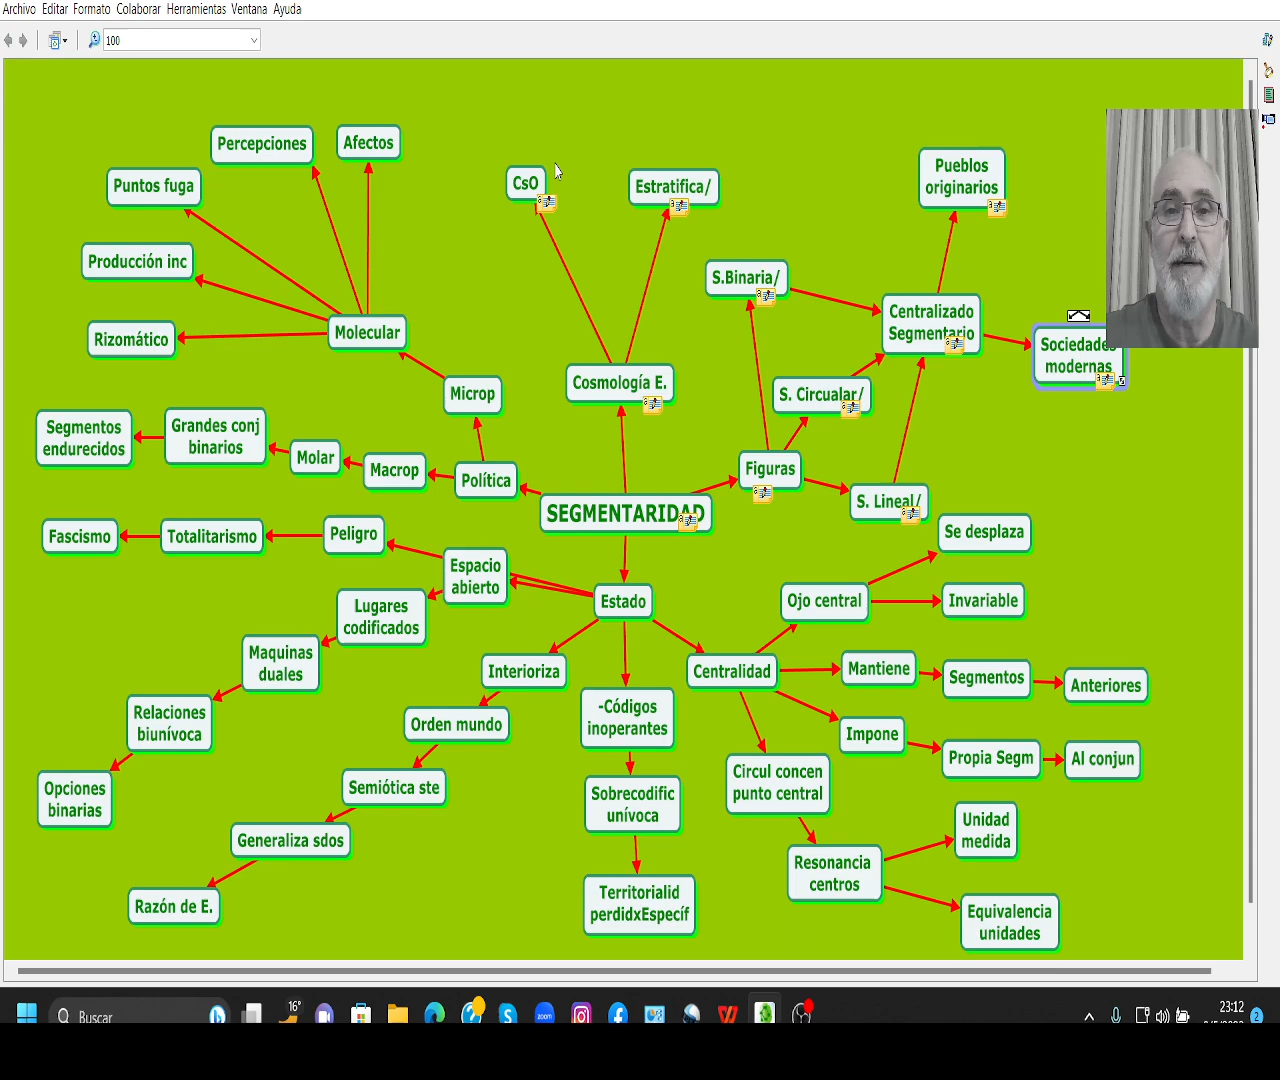 Archivo Editar Formato Colaborar Herramientas Ventana Ayuda
100
Percepciones
Afectos
Puntos fuga
CsO
Estratifica/
Pueblos
originarios
Producción inc
S.Binaria/
Rizomático
Molecular
Centralizado
Segmentario
Sociedades
modernas
Microp
Cosmología E.
S. Circualar/
Segmentos
endurecidos
Grandes conj
binarios
Molar
Macrop
Política
Figuras
SEGMENTARIDAD
S. Lineal/
Fascismo
Totalitarismo
Peligro
Se desplaza
Espacio
abierto
Estado
Ojo central
Invariable
Lugares
codificados
Maquinas
duales
Interioriza
Centralidad
Mantiene
Segmentos
Anteriores
Relaciones
biunívoca
Orden mundo
-Códigos
inoperantes
Impone
Propia Segm
Al conjun
Opciones
binarias
Semiótica ste
Circul concen
punto central
Sobrecodific
unívoca
Generaliza sdos
Unidad
medida
Resonancia
centros
Razón de E.
Territorialid
perdidxEspecíf
Equivalencia
unidades
Buscar
16°
zoom
23:12
2